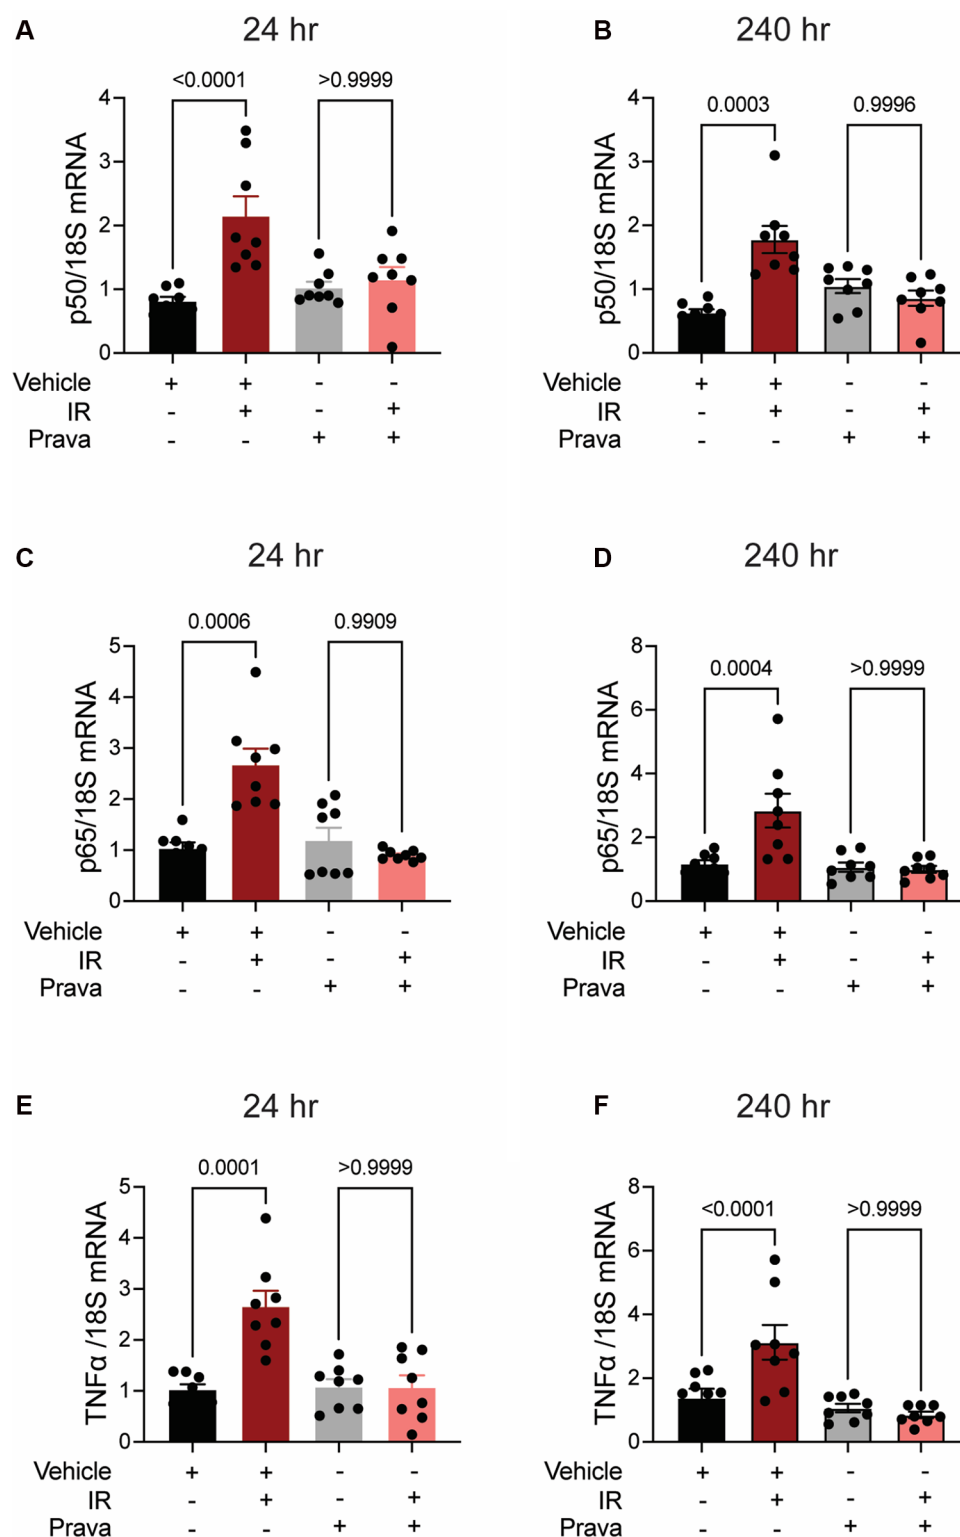 A 24 hr
<0.0001 >0.9999
4
3
2
1
0
p50/18S mRNA
Vehicle + + - -
IR - + - +
Prava - - + +
B 240 hr
0.0003 0.9996
4
3
2
1
0
p50/18S mRNA
Vehicle + + - -
IR - + - +
Prava - - + +
C 24 hr
0.0006 0.9909
5
4
3
2
1
0
p65/18S mRNA
Vehicle + + - -
IR - + - +
Prava - - + +
D 240 hr
0.0004 >0.9999
8
6
4
2
0
p65/18S mRNA
Vehicle + + - -
IR - + - +
Prava - - + +
E 24 hr
0.0001 >0.9999
5
4
3
2
1
0
TNFα /18S mRNA
Vehicle + + - -
IR - + - +
Prava - - + +
F 240 hr
<0.0001 >0.9999
8
6
4
2
0
TNFα /18S mRNA
Vehicle + + - -
IR - + - +
Prava - - + +